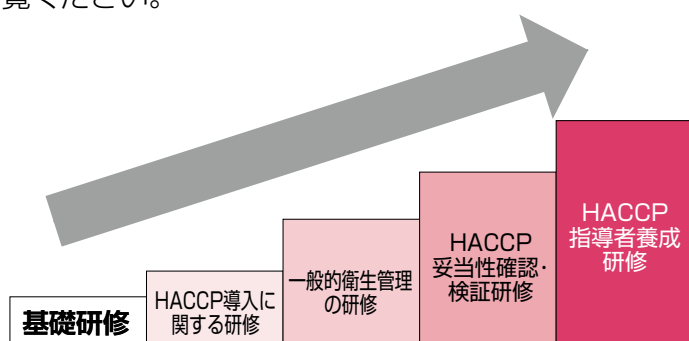 覧ください。
基礎研修
HACCP導入に
関する研修
一般的衛生管理
の研修
HACCP
妥当性確認・
検証研修
HACCP
指導者養成
研修